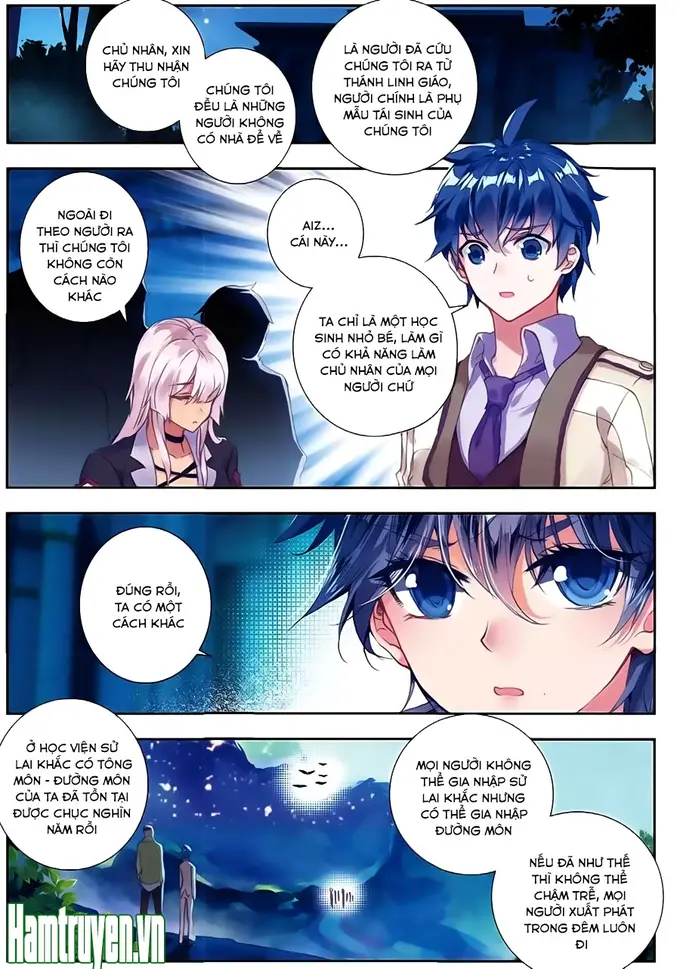 CHỦ NHÂN, XIN
HÃY THU NHẬN
CHÚNG TÔI
CHÚNG TÔI
ĐỀU LÀ NHỮNG
NGƯỜI KHÔNG
CÓ NHÀ ĐỂ VỀ
LÀ NGƯỜI ĐÃ CỨU
CHÚNG TÔI RA TỪ
THÁNH LINH GIÁO,
NGƯỜI CHÍNH LÀ PHỤ
MẪU TÁI SINH CỦA
CHÚNG TÔI
NGOÀI ĐI
THEO NGƯỜI RA
THÌ CHÚNG TÔI
KHÔNG CÒN
CÁCH NÀO
KHÁC
AIZ...
CÁI NÀY...
TA CHỈ LÀ MỘT HỌC
SINH NHỎ BÉ, LÀM GÌ
CÓ KHẢ NĂNG LÀM
CHỦ NHÂN CỦA MỌI
NGƯỜI CHỨ
ĐÚNG RỒI,
TA CÓ MỘT
CÁCH KHÁC
Ở HỌC VIỆN SỬ
LAI KHẮC CÓ TÔNG
MÔN - ĐƯỜNG MÔN
CỦA TA ĐÃ TỒN TẠI
ĐƯỢC CHỤC NGHÌN
NĂM RỒI
MỌI NGƯỜI KHÔNG
THỂ GIA NHẬP SỬ
LAI KHẮC NHƯNG
CÓ THỂ GIA NHẬP
ĐƯỜNG MÔN
NẾU ĐÃ NHƯ THẾ
THÌ KHÔNG THỂ
CHẬM TRỄ, MỌI
NGƯỜI XUẤT PHÁT
TRONG ĐÊM LUÔN
ĐI
Hamtruyen.vn